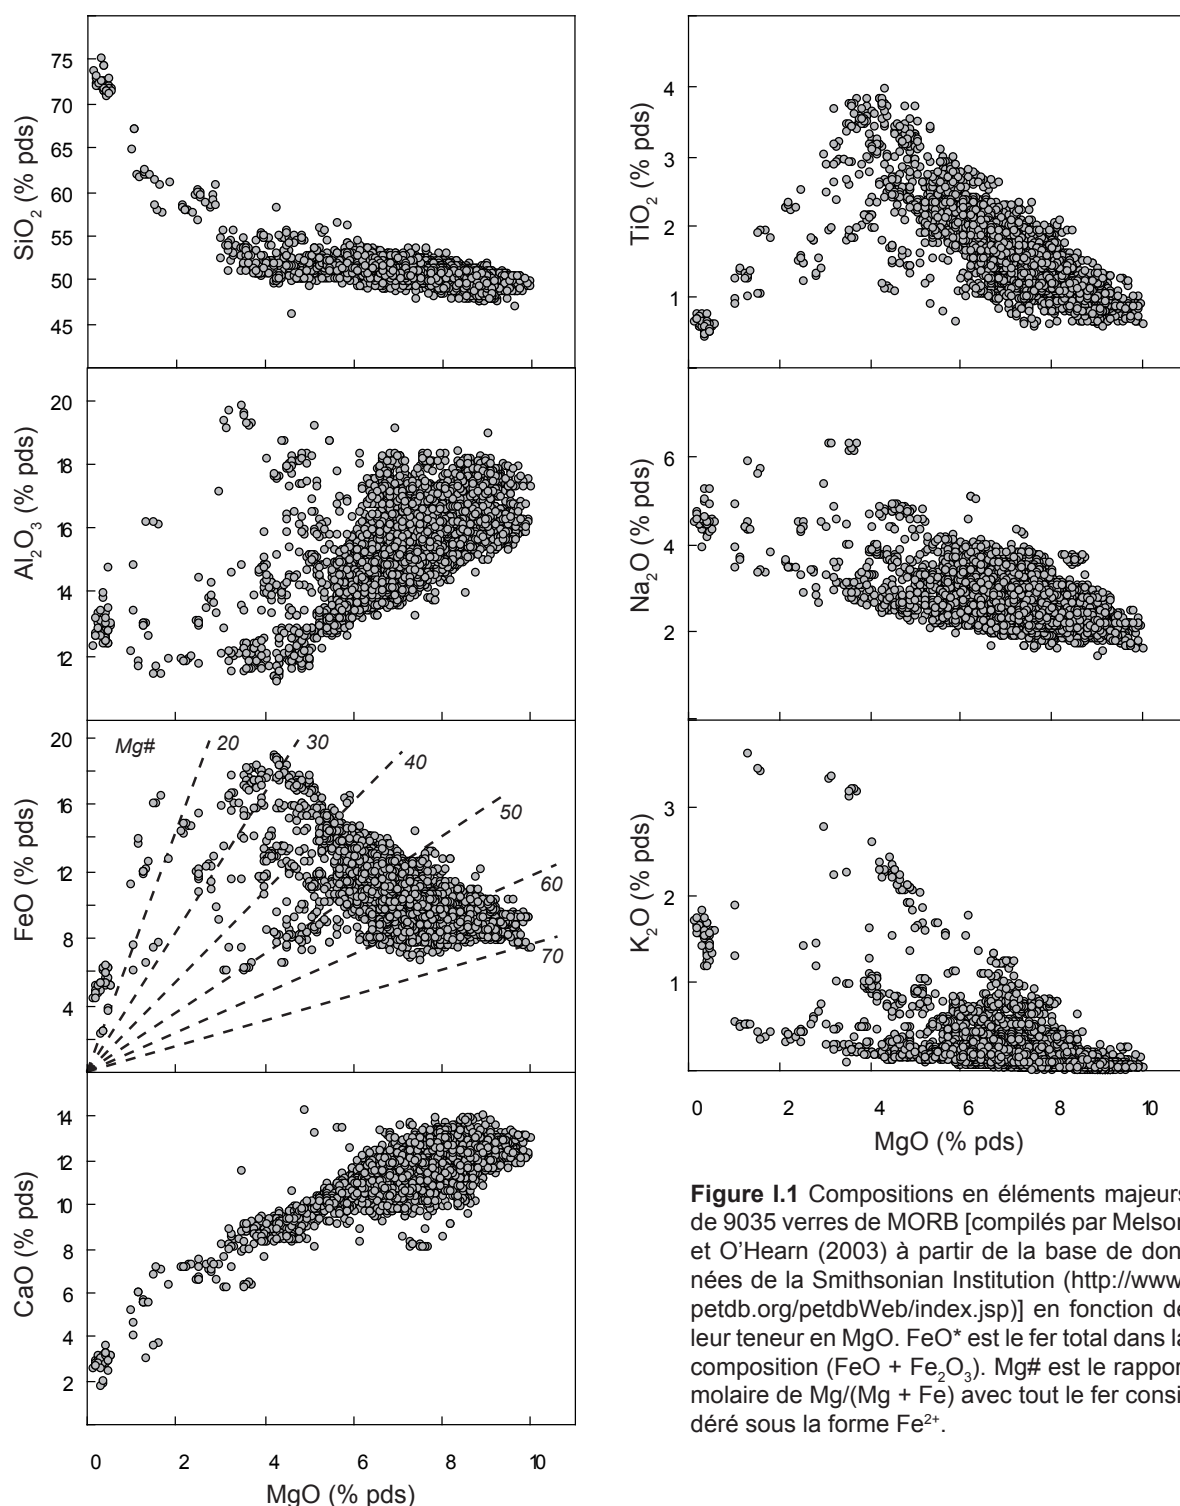 75
70
65
60
55
50
45
SiO2 (% pds)
4
3
2
1
TiO2 (% pds)
20
18
16
14
12
Al2O3 (% pds)
6
4
2
Na2O (% pds)
20
16
12
8
4
FeO (% pds)
Mg#
20
30
40
50
60
70
3
2
1
K2O (% pds)
0 2 4 6 8 10
MgO (% pds)
14
12
10
8
6
4
2
CaO (% pds)
0 2 4 6 8 10
MgO (% pds)
Figure I.1 Compositions en éléments majeurs
de 9035 verres de MORB [compilés par Melson
et O'Hearn (2003) à partir de la base de don
nées de la Smithsonian Institution (http://www
petdb.org/petdbWeb/index.jsp)] en fonction de
leur teneur en MgO. FeO* est le fer total dans la
composition (FeO + Fe2O3). Mg# est le rappor
molaire de Mg/(Mg + Fe) avec tout le fer consi
déré sous la forme Fe2+.